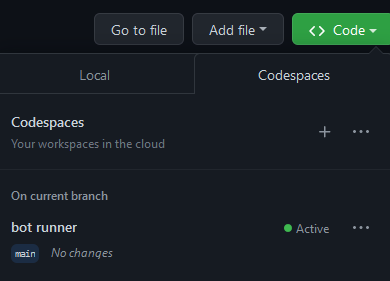 Go to file Add file Code
Local Codespaces
Codespaces
Your workspaces in the cloud
On current branch
bot runner Active
main No changes